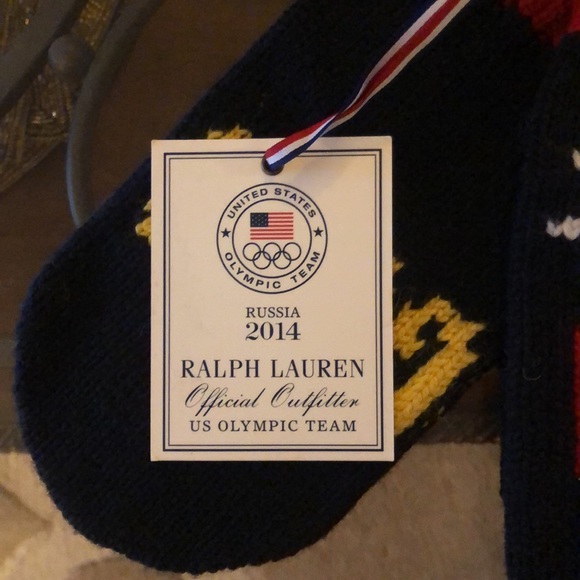 UNITED STATES
OLYMPIC TEAM
RUSSIA
2014
RALPH LAUREN
Official Outfitter
US OLYMPIC TEAM